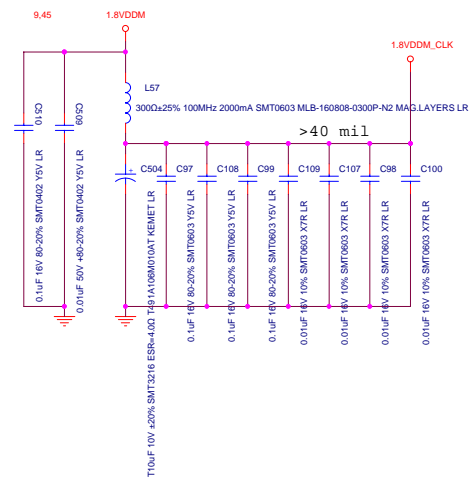 9,45
1.8VDDM
1.8VDDM_CLK
L57
300Ω±25% 100MHz 2000mA SMT0603 MLB-160808-0300P-N2 MAG.LAYERS LR
>40 mil
C510
0.1uF 16V 80-20% SMT0402 Y5V LR
C509
0.01uF 50V +80-20% SMT0402 Y5V LR
C504
T10uF 10V ±20% SMT3216 ESR=4.0Ω T491A106M010AT KEMET LR
C97
0.1uF 16V 80-20% SMT0603 Y5V LR
C108
0.1uF 16V 80-20% SMT0603 Y5V LR
C99
0.1uF 16V 80-20% SMT0603 Y5V LR
C109
0.01uF 16V 10% SMT0603 X7R LR
C107
0.01uF 16V 10% SMT0603 X7R LR
C98
0.01uF 16V 10% SMT0603 X7R LR
C100
0.01uF 16V 10% SMT0603 X7R LR